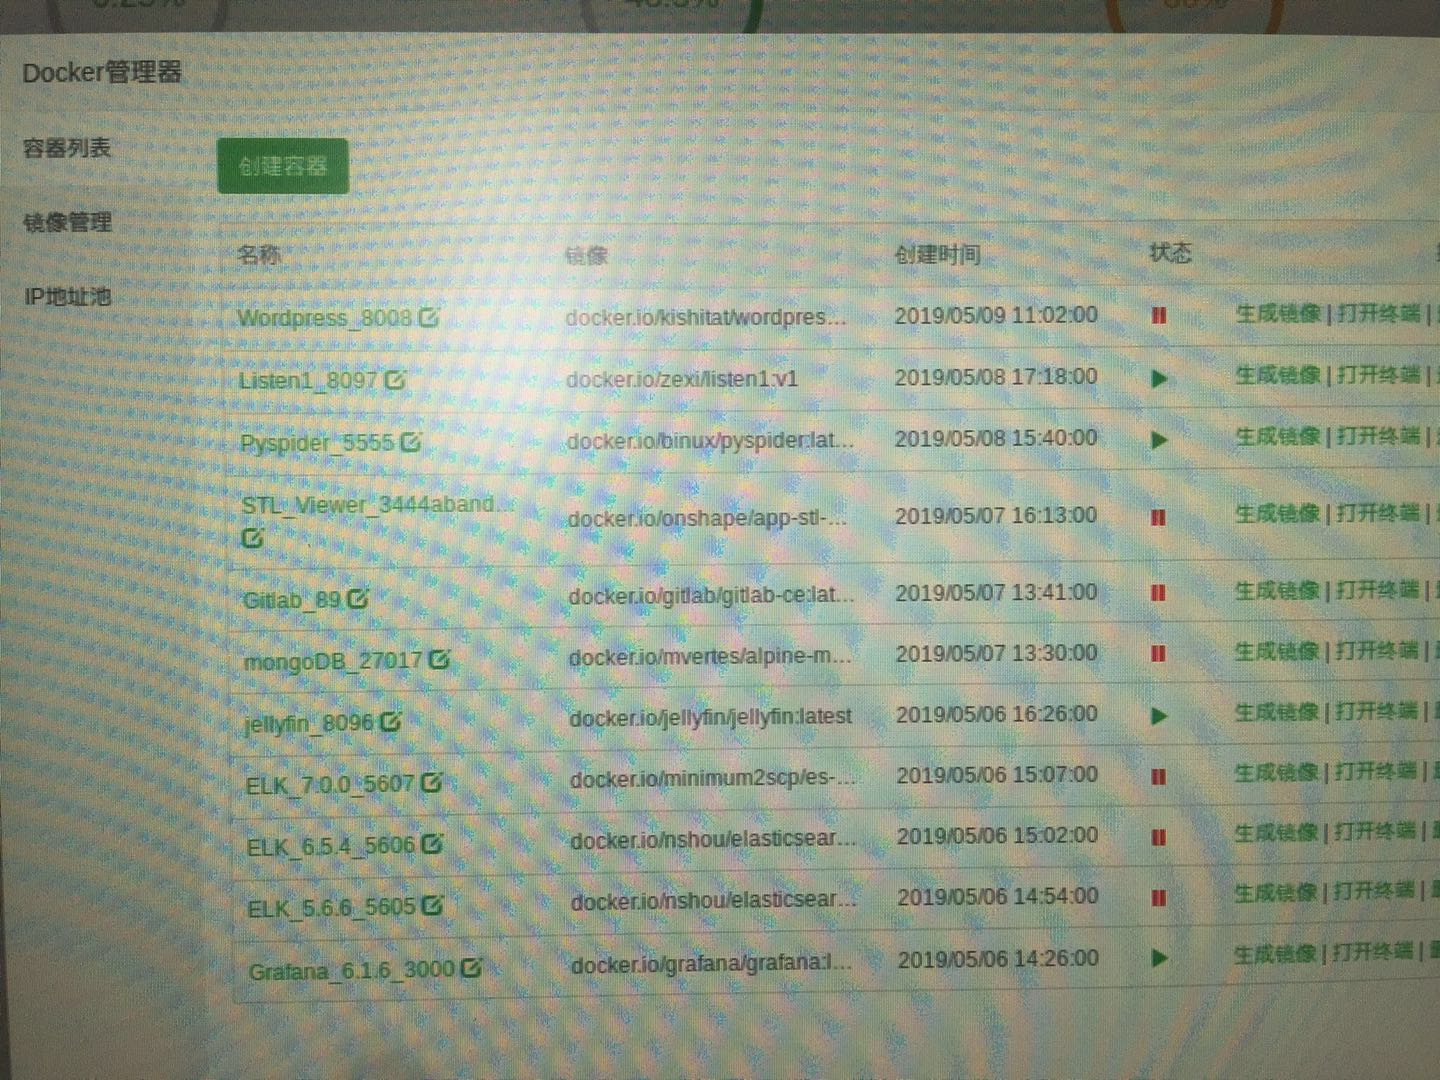 Docker管理器
容器列表
镜像管理
IP地址池
创建容器
名称 镜像 创建时间 状态
Wordpress_8008 docker.io/kishitat/wordpres... 2019/05/09 11:02:00 生成镜像 | 打开终端 |
Listen1_8097 docker.io/zexi/listen1:v1 2019/05/08 17:18:00 生成镜像 | 打开终端 |
Pyspider_5555 docker.io/binux/pyspider:lat... 2019/05/08 15:40:00 生成镜像 | 打开终端 |
STL_Viewer_3444aband... docker.io/onshape/app-stl-... 2019/05/07 16:13:00 生成镜像 | 打开终端 |
Gitlab_89 docker.io/gitlab/gitlab-ce:lat... 2019/05/07 13:41:00 生成镜像 | 打开终端 |
mongoDB_27017 docker.io/mvertes/alpine-m... 2019/05/07 13:30:00 生成镜像 | 打开终端 |
jellyfin_8096 docker.io/jellyfin/jellyfin:latest 2019/05/06 16:26:00 生成镜像 | 打开终端 |
ELK_7.0.0_5607 docker.io/minimum2scp/es-... 2019/05/06 15:07:00 生成镜像 | 打开终端 |
ELK_6.5.4_5606 docker.io/nshou/elasticsear... 2019/05/06 15:02:00 生成镜像 | 打开终端 |
ELK_5.6.6_5605 docker.io/nshou/elasticsear... 2019/05/06 14:54:00 生成镜像 | 打开终端 |
Grafana_6.1.6_3000 docker.io/grafana/grafana:l... 2019/05/06 14:26:00 生成镜像 | 打开终端 |